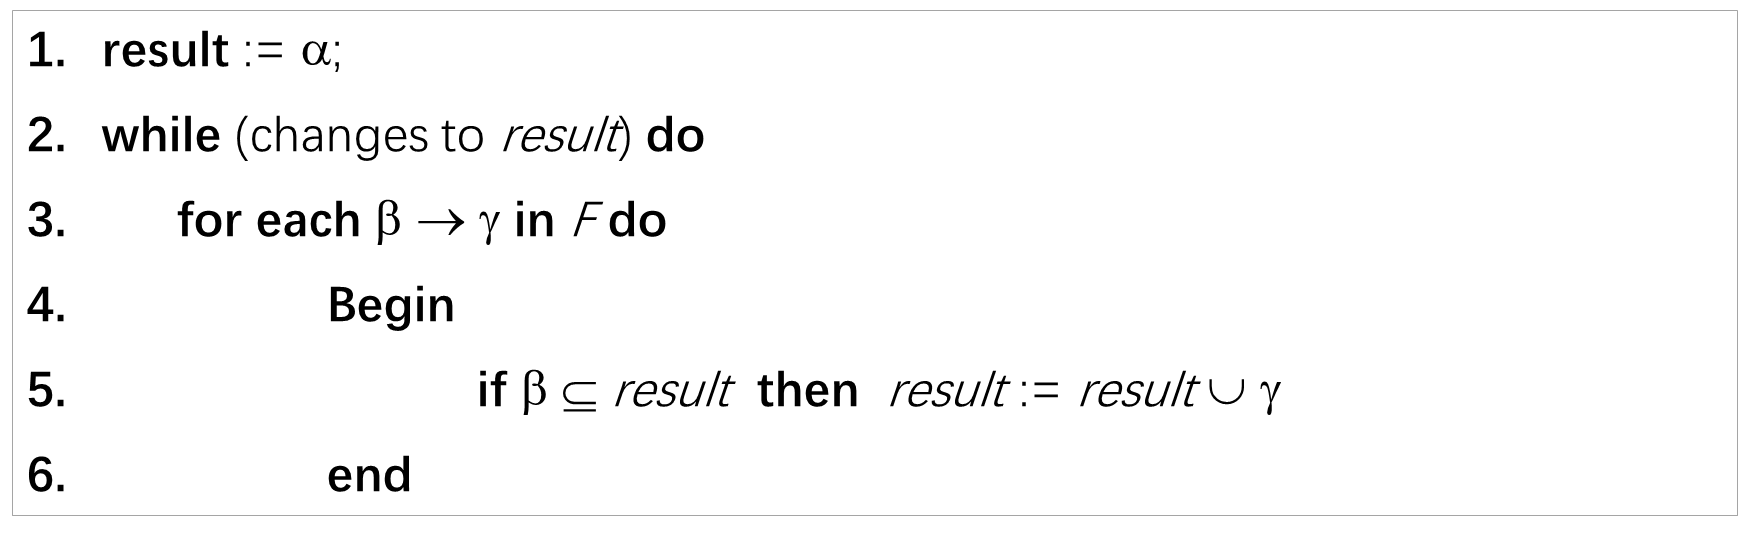 1. result := α;
2. while (changes to result) do
3. for each β → γ in F do
4. Begin
5. if β ⊆ result then result := result ∪ γ
6. end